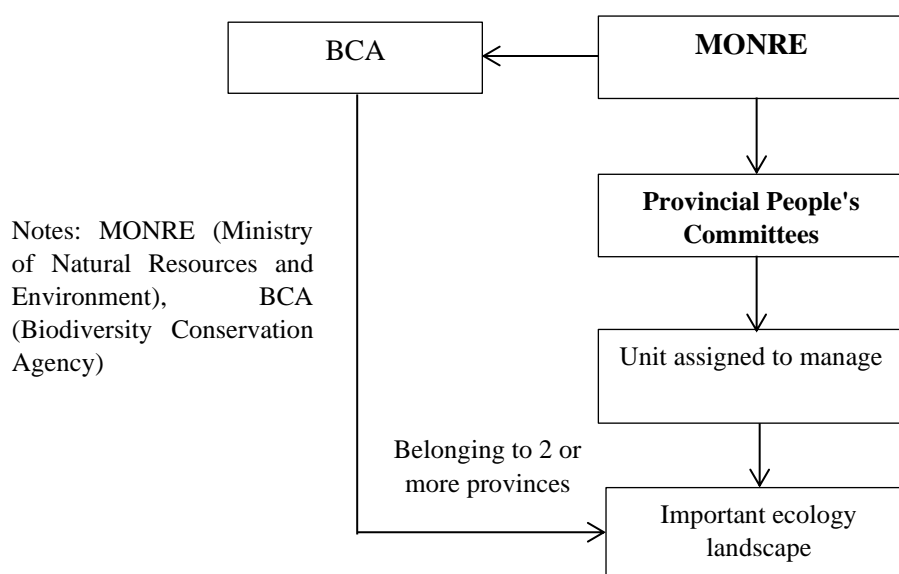 BCA
MONRE
Provincial People's
Committees
Notes: MONRE (Ministry
of Natural Resources and
Environment), BCA
(Biodiversity Conservation
Agency)
Unit assigned to manage
Belonging to 2 or
more provinces
Important ecology
landscape